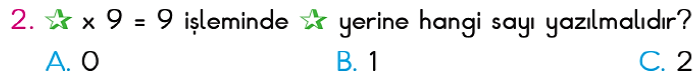 2. ☆ x 9 = 9 işleminde ☆ yerine hangi sayı yazılmalıdır?
A. 0 B. 1 C. 2